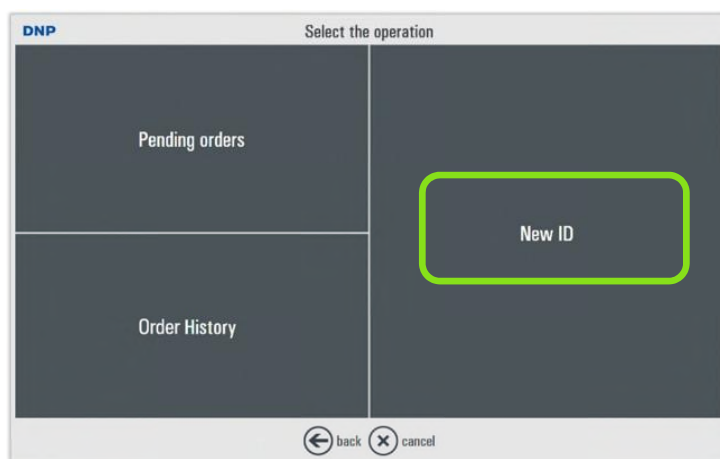 DNP
Select the operation
Pending orders
New ID
Order History
back
cancel